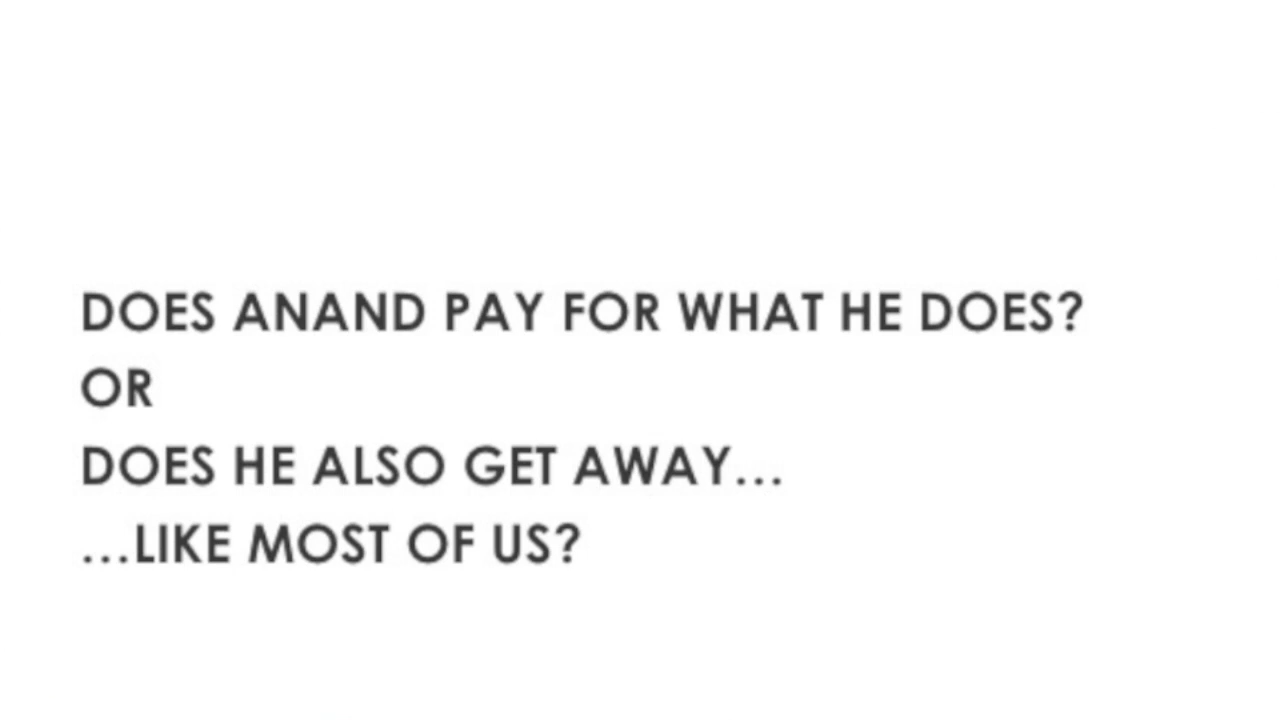 DOES ANAND PAY FOR WHAT HE DOES?
OR
DOES HE ALSO GET AWAY...
...LIKE MOST OF US?